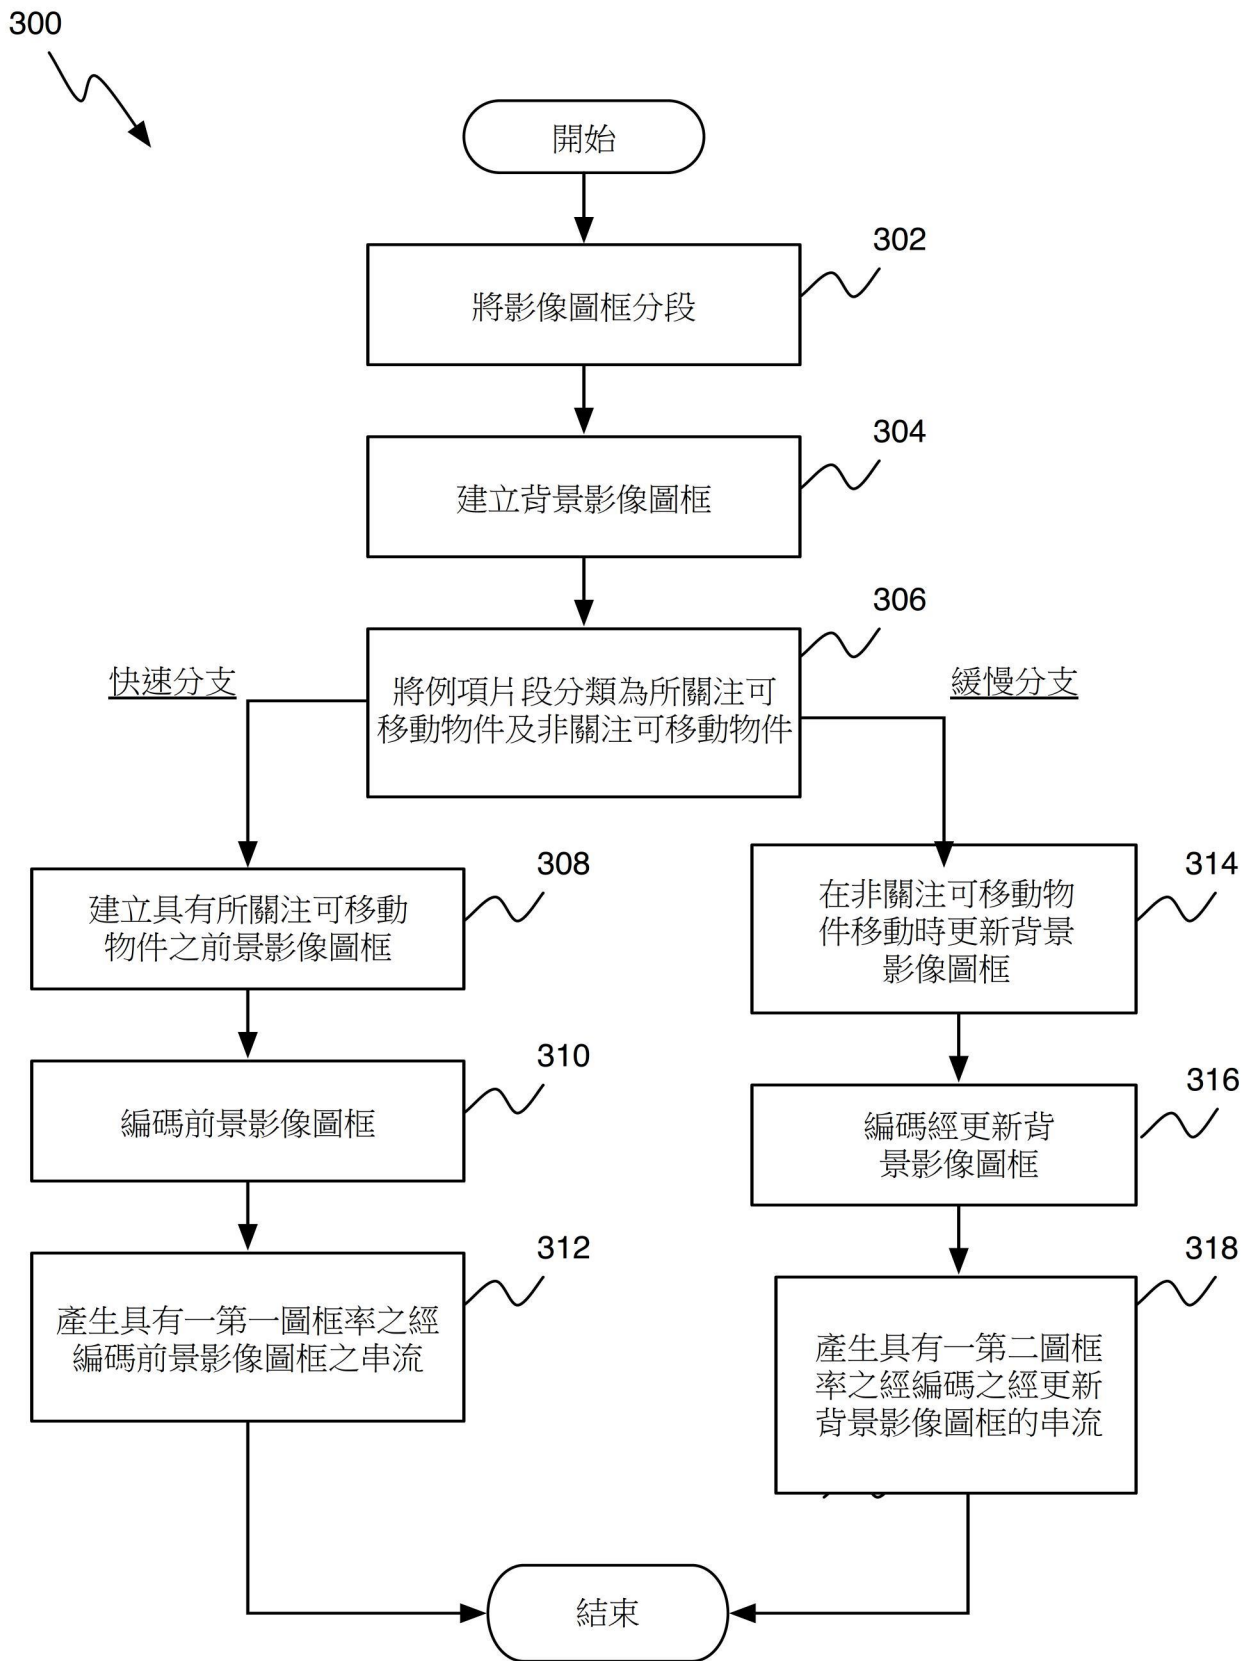 300
開始
302
將影像圖框分段
304
建立背景影像圖框
306
快速分支
將例項片段分類為所關注可
移動物件及非關注可移動物件
緩慢分支
308
建立具有所關注可移動
物件之前景影像圖框
310
編碼前景影像圖框
312
產生具有一第一圖框率之經
編碼前景影像圖框之串流
314
在非關注可移動物
件移動時更新背景
影像圖框
316
編碼經更新背
景影像圖框
318
產生具有一第二圖框
率之經編碼之經更新
背景影像圖框的串流
結束